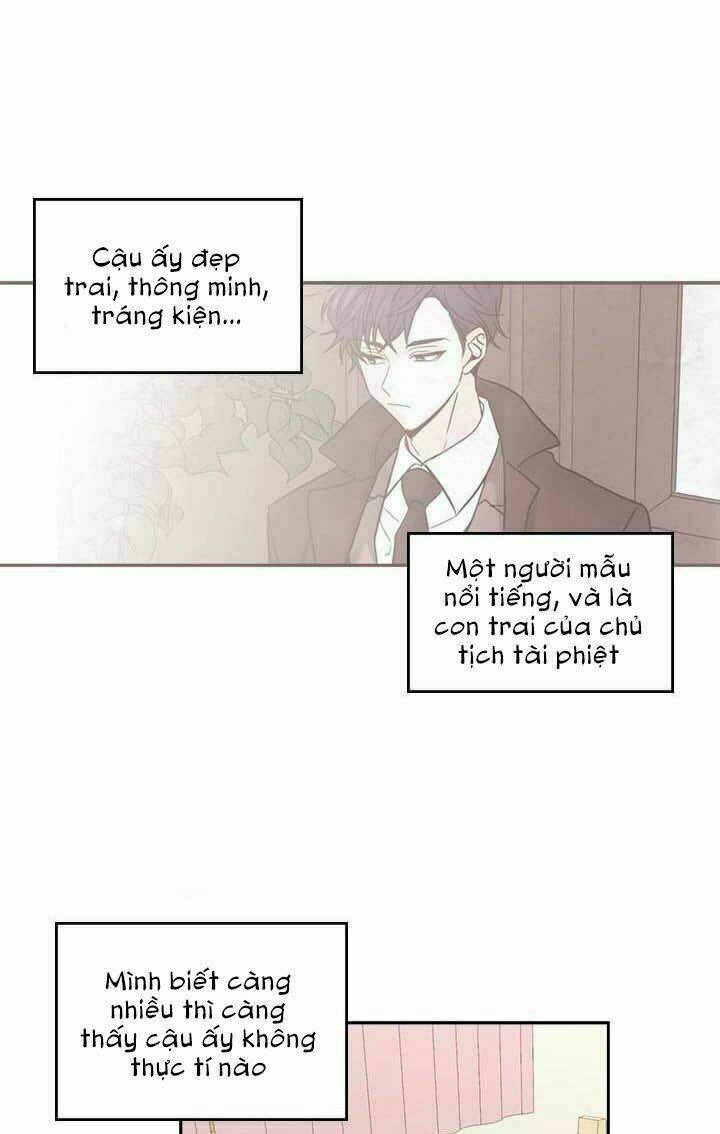 Cậu ấy đẹp
trai, thông minh,
tráng kiện...
Một người mẫu
nổi tiếng, và là
con trai của chủ
tịch tài phiệt
Mình biết càng
nhiều thì càng
thấy cậu ấy không
thực tí nào